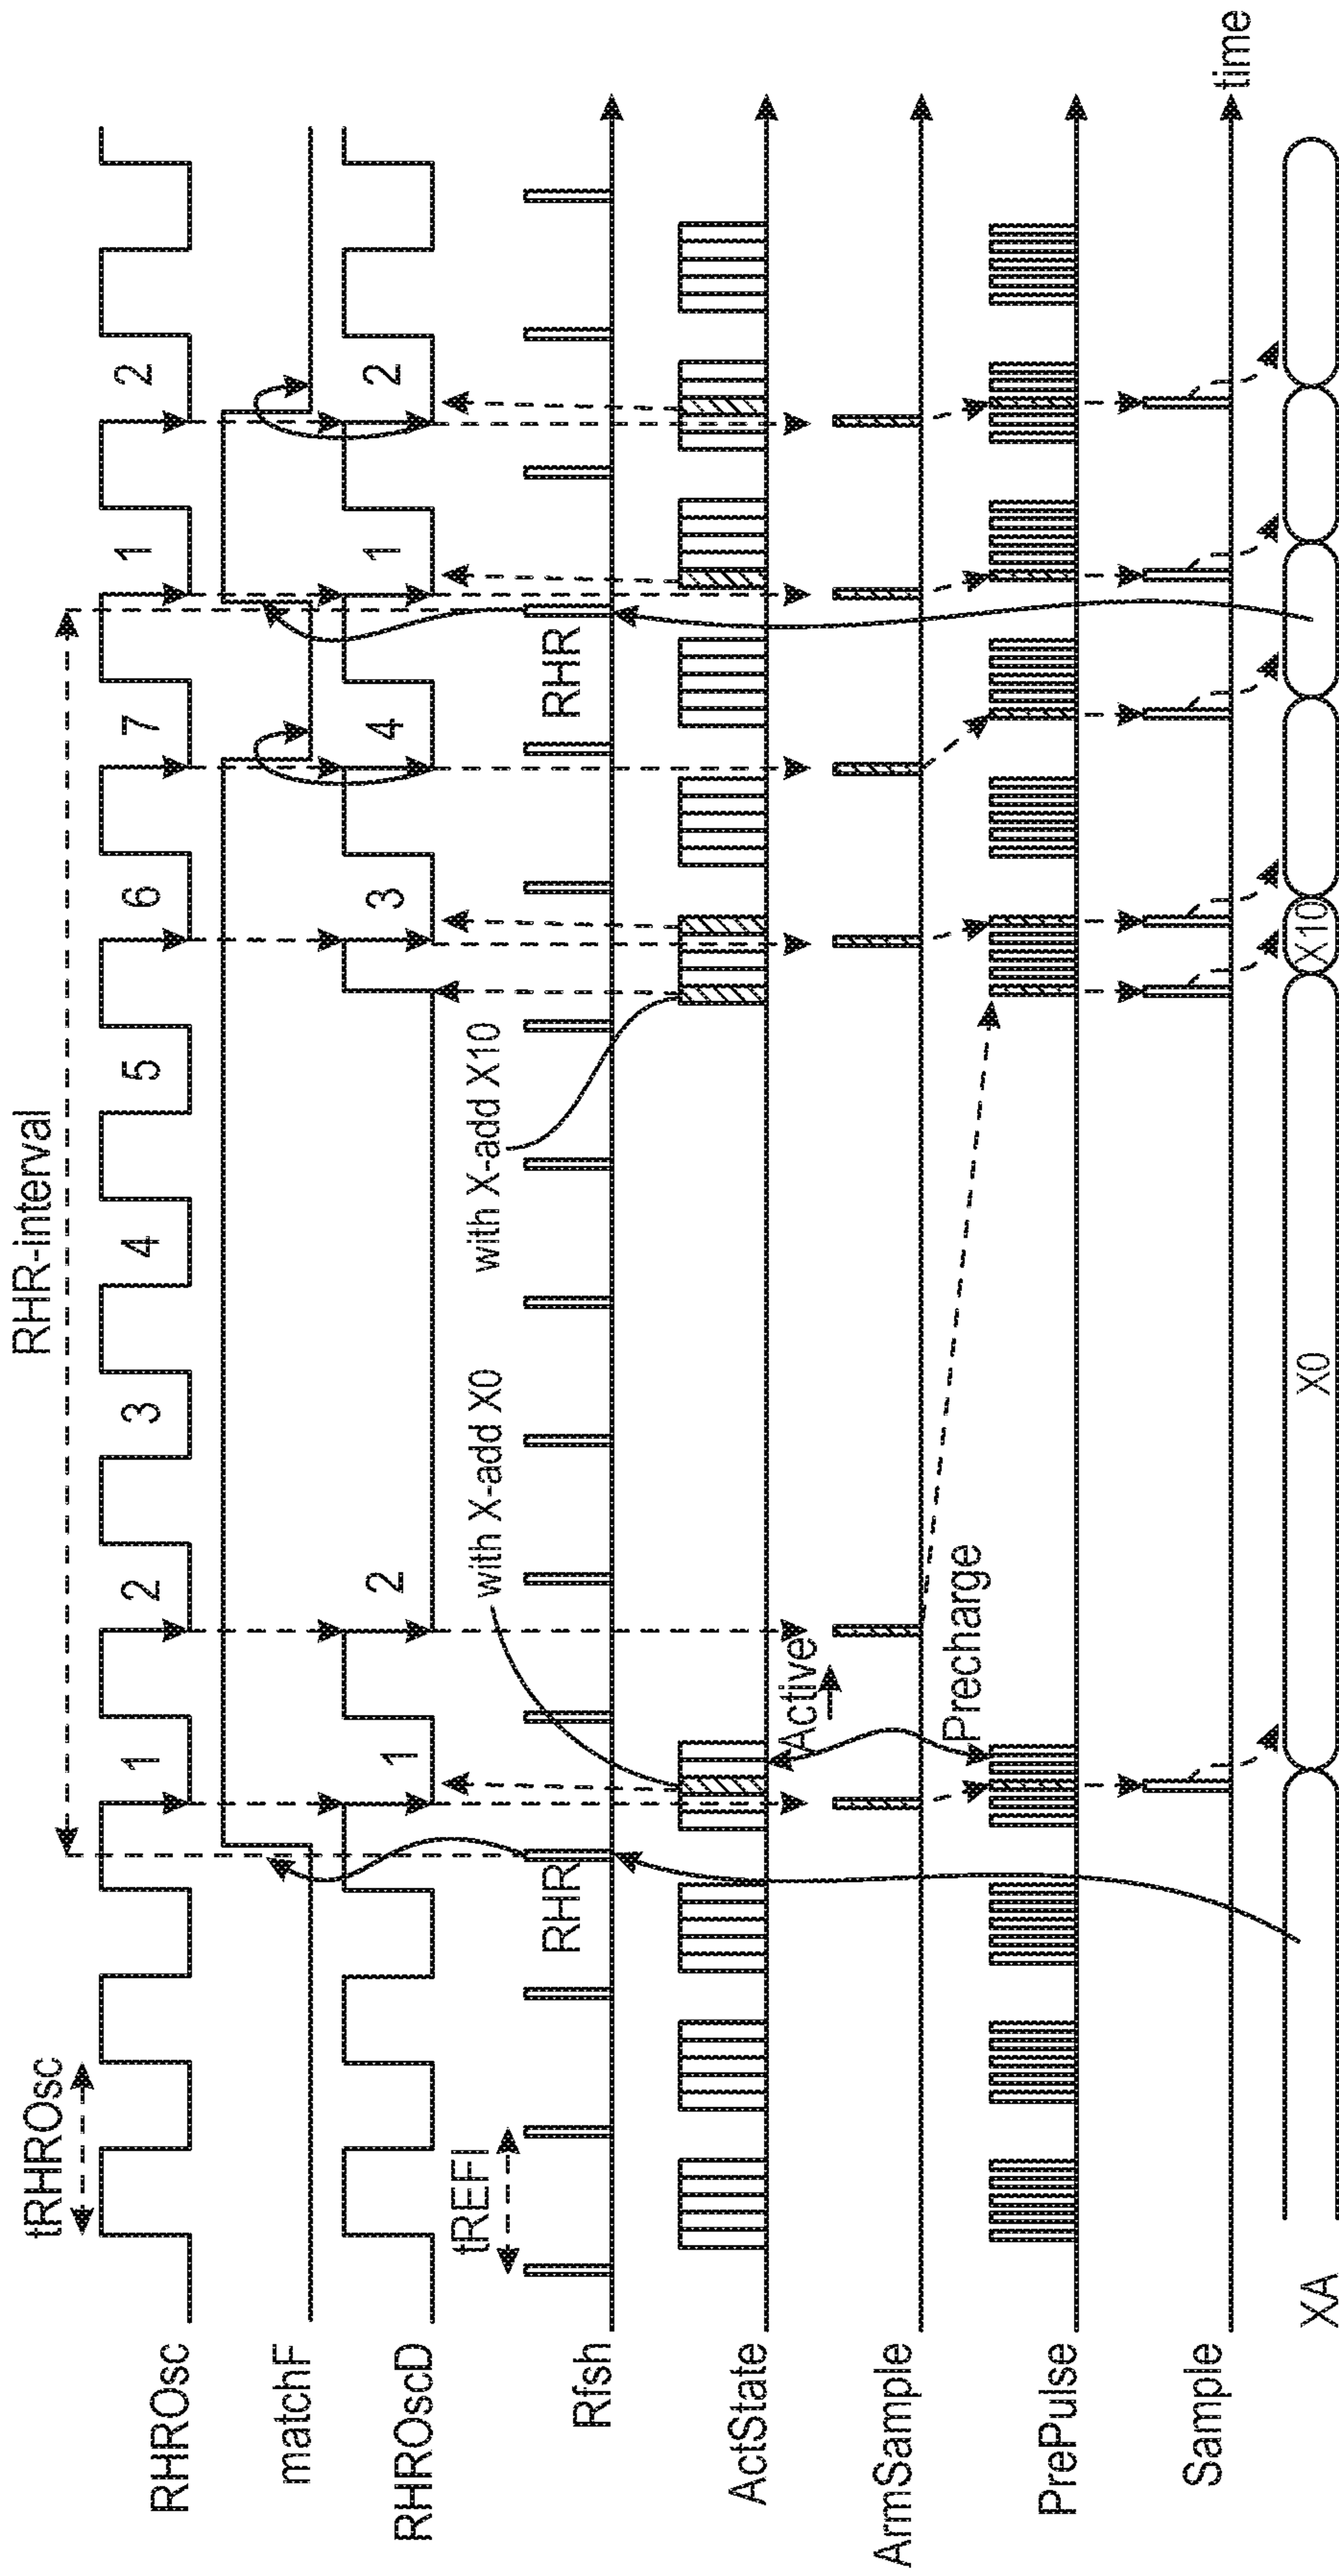 RHR-interval
tRHROsc
RHROsc
1 2 3 4 5 6 7 1 2
matchF
RHROscD
1 2 3 4 1 2
tREFI
with X-add X0
with X-add X10
Rfsh
RHR
RHR
ActState
Active
ArmSample
Precharge
PrePulse
Sample
time
XA
X0
X10